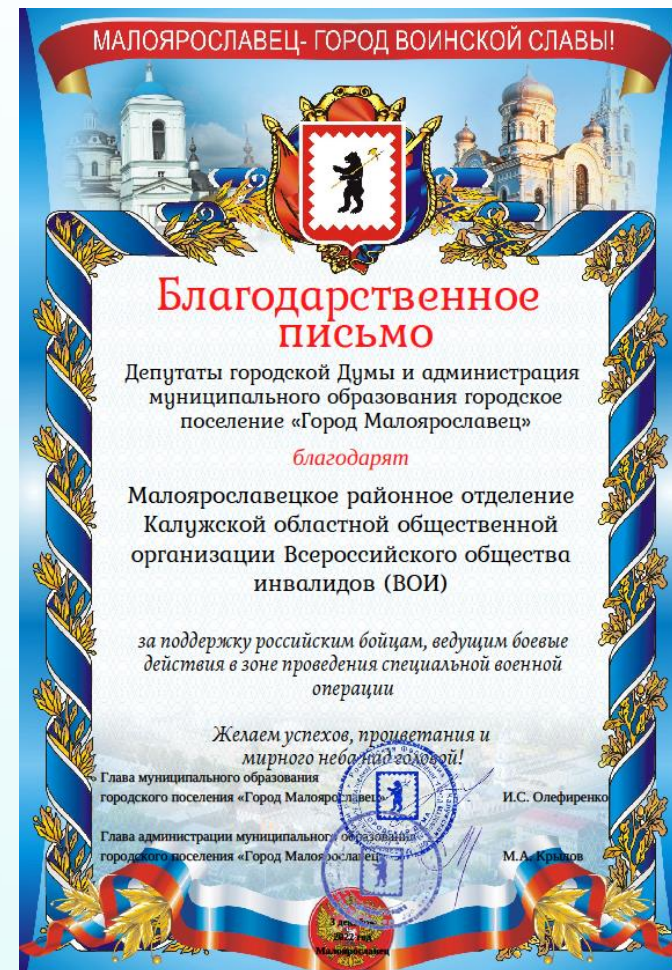 МАЛОЯРОСЛАВЕЦ- ГОРОД ВОИНСКОЙ СЛАВЫ!
Благодарственное
письмо
Депутаты городской Думы и администрация
муниципального образования городское
поселение «Город Малоярославец»
благодарят
Малоярославецкое районное отделение
Калужской областной общественной
организации Всероссийского общества
инвалидов (ВОИ)
за поддержку российским бойцам, ведущим боевые
действия в зоне проведения специальной военной
операции
Желаем успехов, процветания и
мирного неба над головой!
Глава муниципального образования
городского поселения «Город Малоярославец» И.С. Олефиренко
Глава администрации муниципального образования
городского поселения «Город Малоярославец» М.А. Крылов
2022 год
Малоярославец